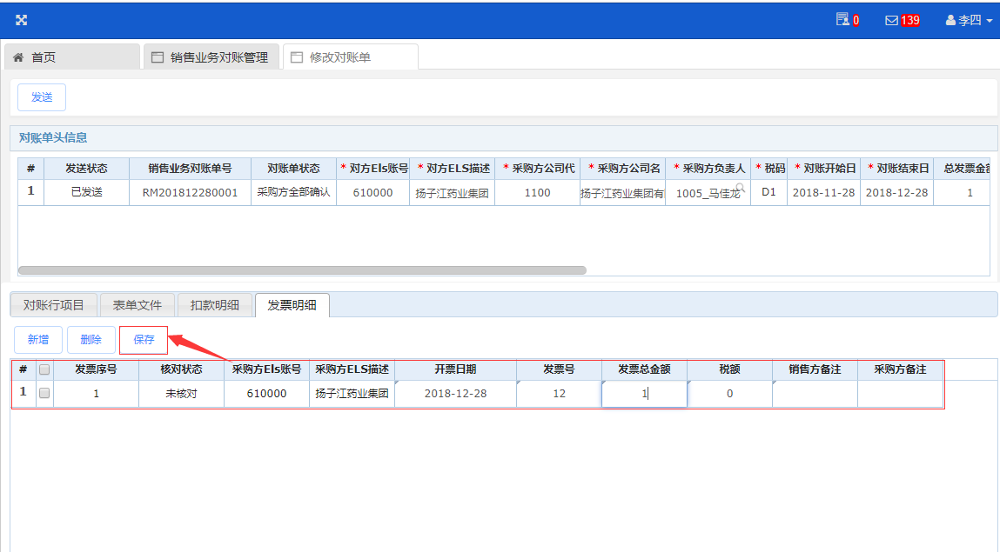 0 139 李四
首页 销售业务对账管理 修改对账单
发送
对账单头信息
# 发送状态 销售业务对账单号 对账单状态 * 对方Els账号 * 对方ELS描述 * 采购方公司代 * 采购方公司名 * 采购方负责人 * 税码 * 对账开始日 * 对账结束日 总发票金额
1 已发送 RM201812280001 采购方全部确认 610000 扬子江药业集团 1100 扬子江药业集团有 1005_马佳龙 D1 2018-11-28 2018-12-28 1
对账行项目 表单文件 扣款明细 发票明细
新增 删除 保存
# 发票序号 核对状态 采购方Els账号 采购方ELS描述 开票日期 发票号 发票总金额 税额 销售方备注 采购方备注
1 1 未核对 610000 扬子江药业集团 2018-12-28 12 1 0